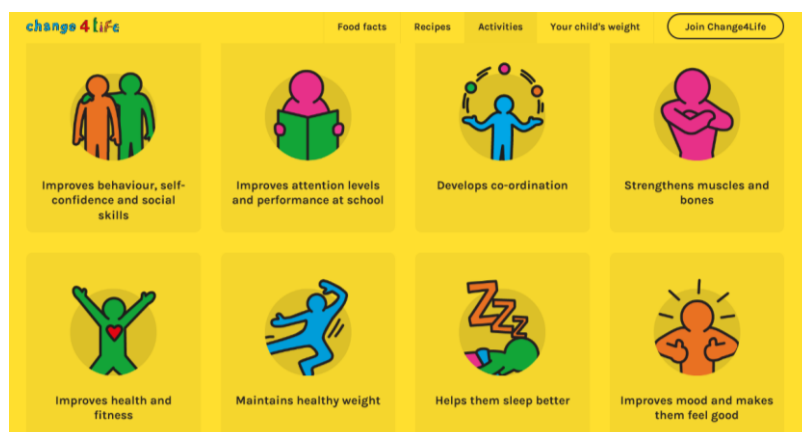 change 4 Life
Food facts
Recipes
Activities
Your child's weight
Join Change4Life
Improves behaviour, self-
confidence and social
skills
Improves attention levels
and performance at school
Develops co-ordination
Strengthens muscles and
bones
ZZZ
Improves health and
fitness
Maintains healthy weight
Helps them sleep better
Improves mood and makes
them feel good